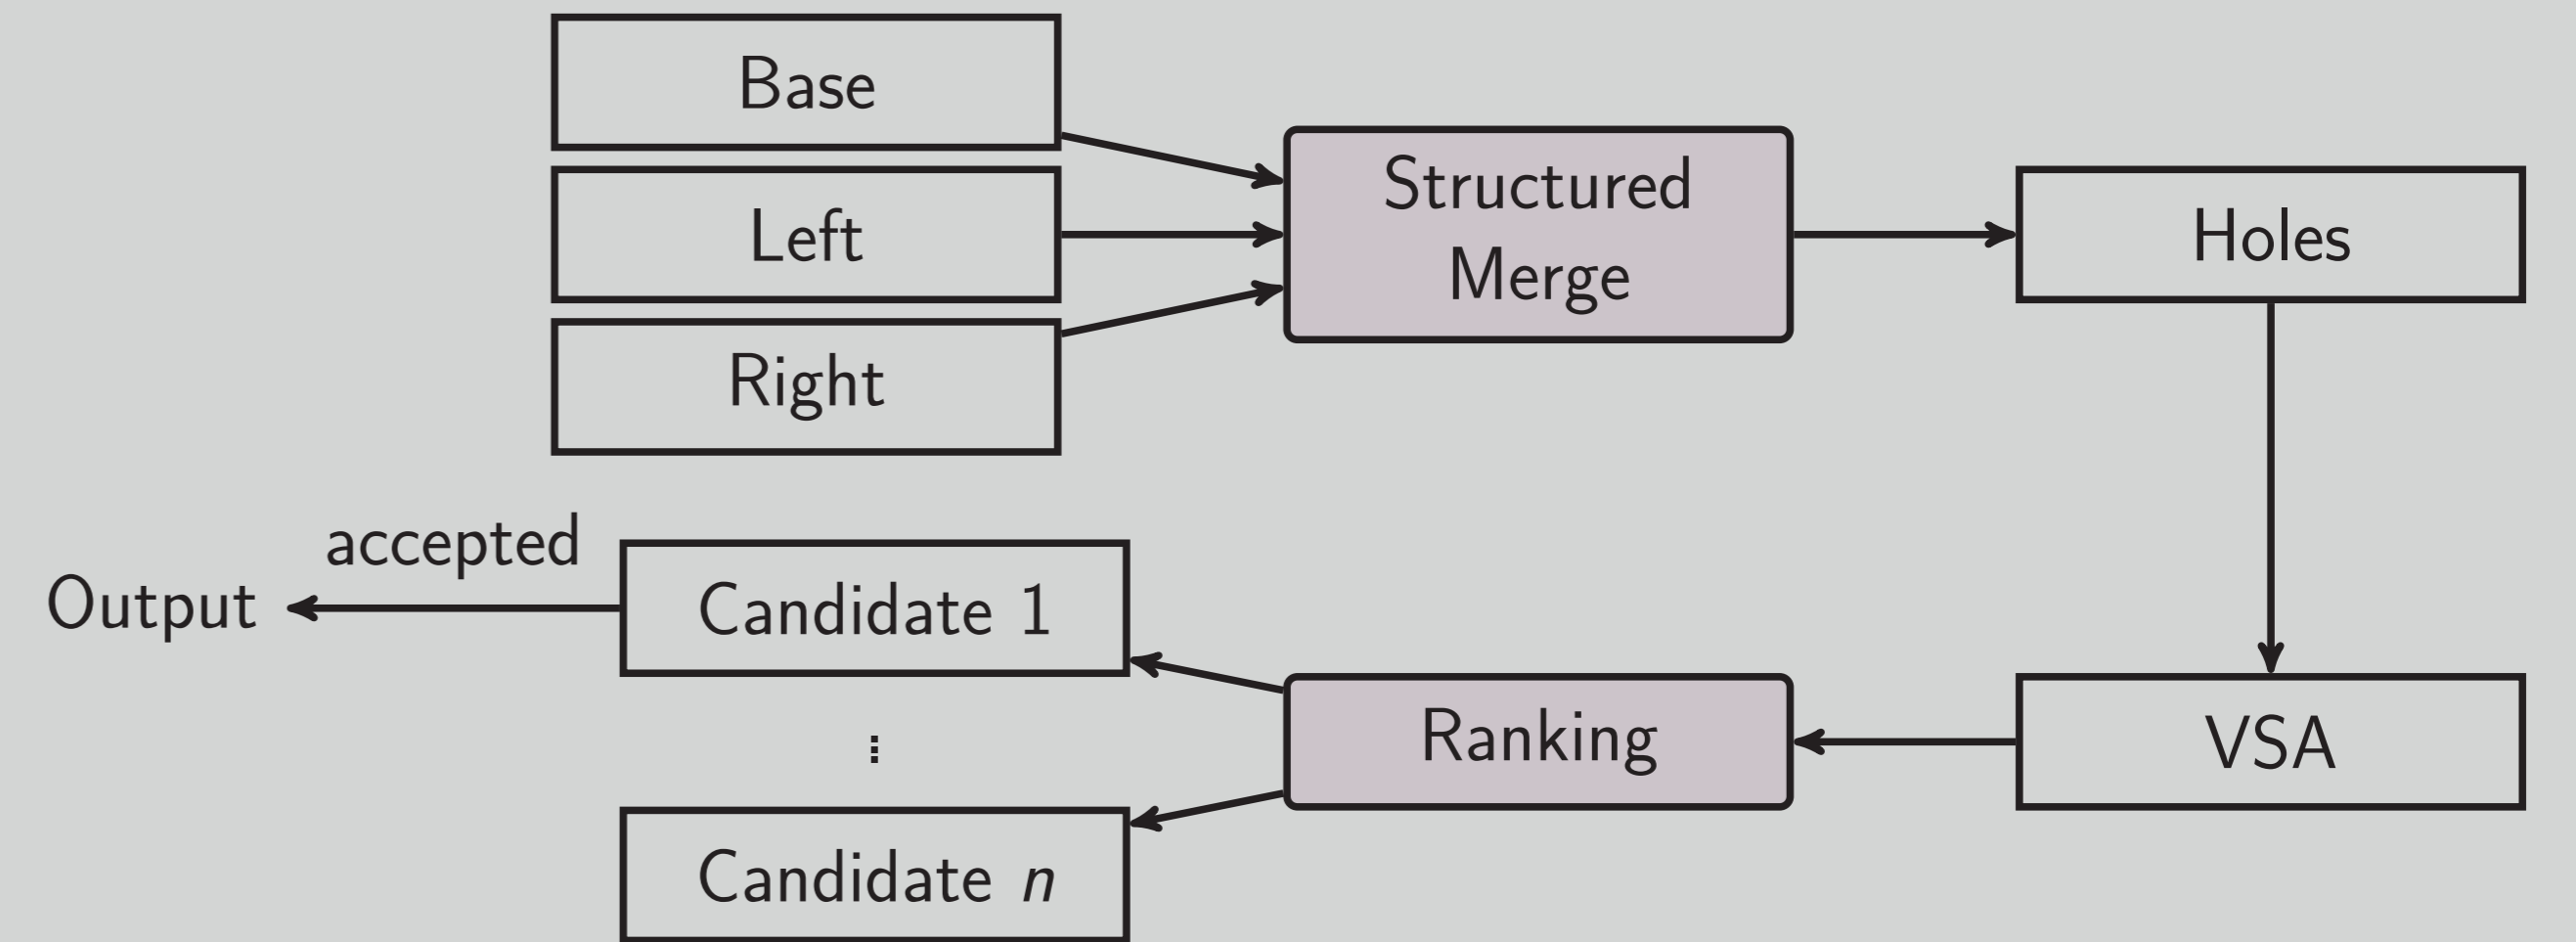 Base
Structured
Merge
Left
Holes
Right
accepted
Output
Candidate 1
Ranking
VSA
⋮
Candidate n